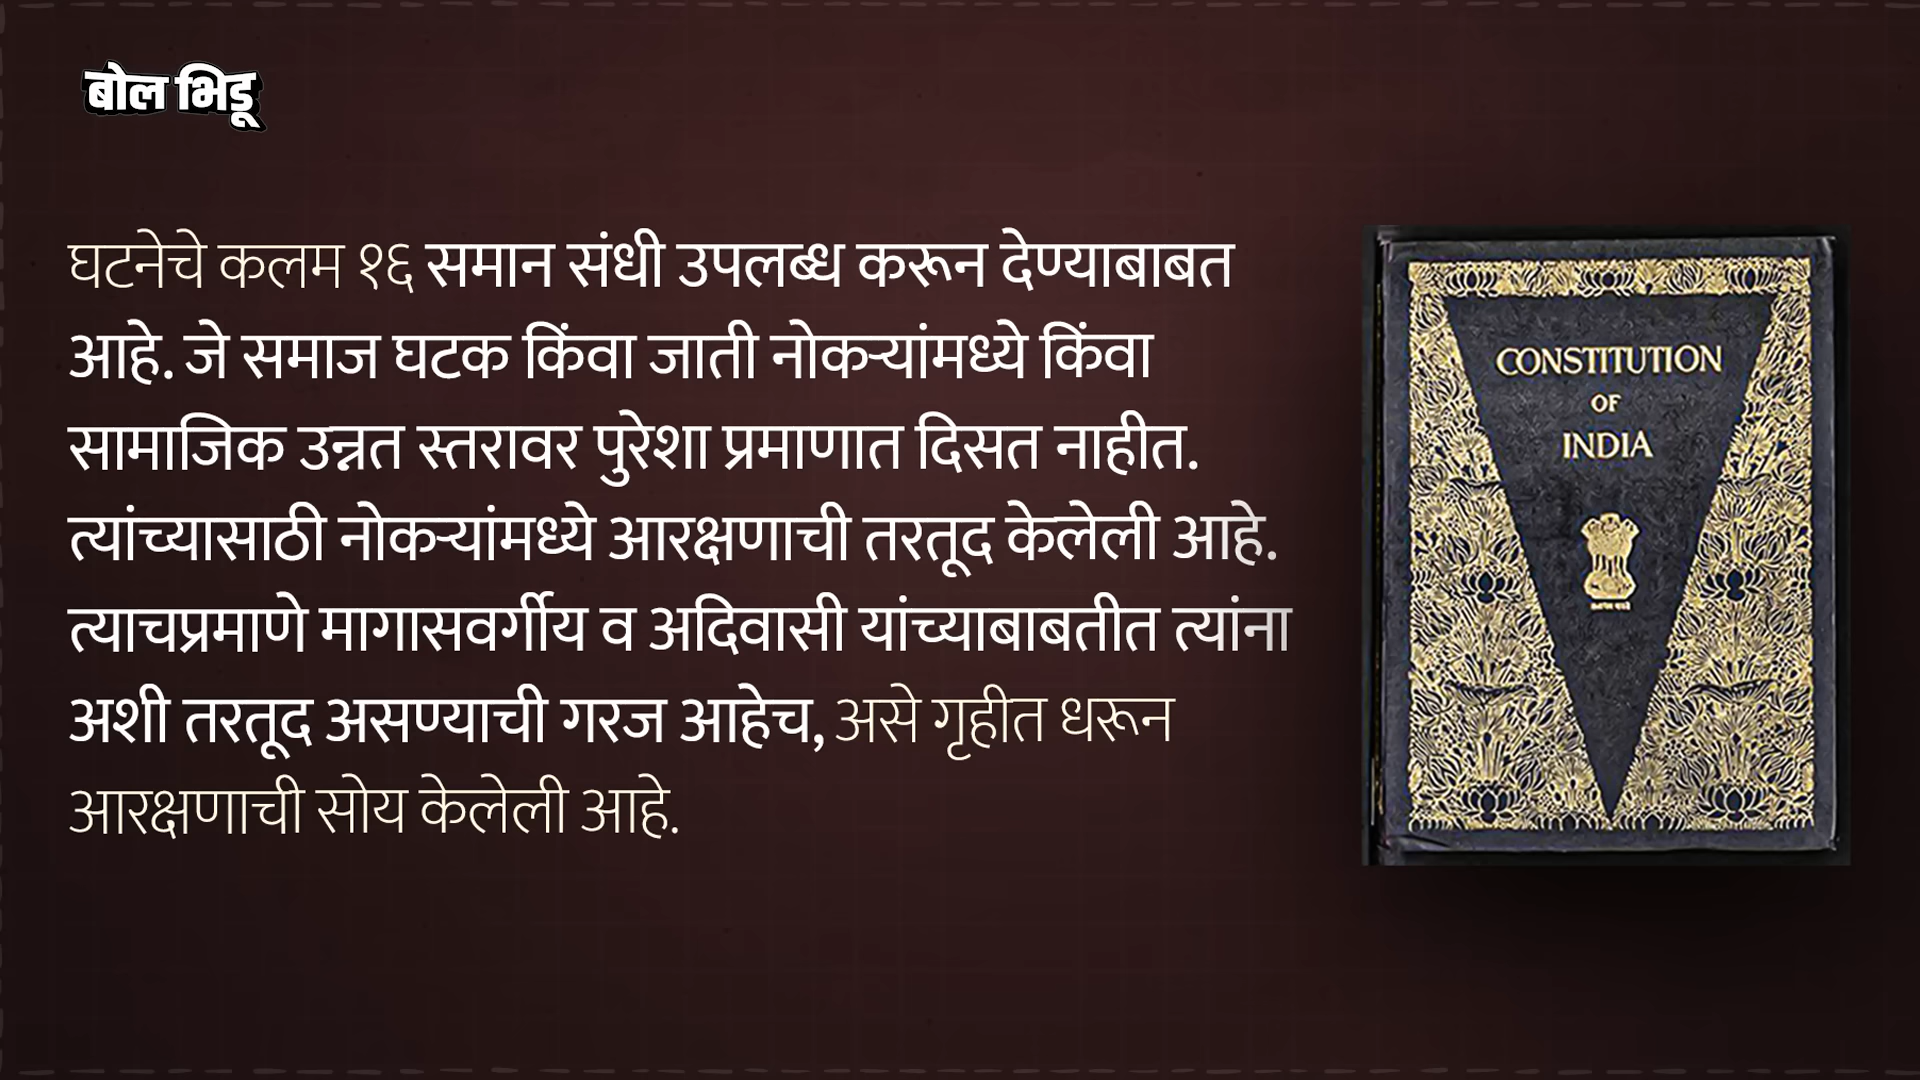 बोल भिडू
घटनेचे कलम १६ समान संधी उपलब्ध करून देण्याबाबत
आहे. जे समाज घटक किंवा जाती नोकऱ्यांमध्ये किंवा
सामाजिक उन्नत स्तरावर पुरेशा प्रमाणात दिसत नाहीत.
त्यांच्यासाठी नोकऱ्यांमध्ये आरक्षणाची तरतूद केलेली आहे.
त्याचप्रमाणे मागासवर्गीय व अदिवासी यांच्याबाबतीत त्यांना
अशी तरतूद असण्याची गरज आहेच, असे गृहीत धरून
आरक्षणाची सोय केलेली आहे.
CONSTITUTION
OF
INDIA